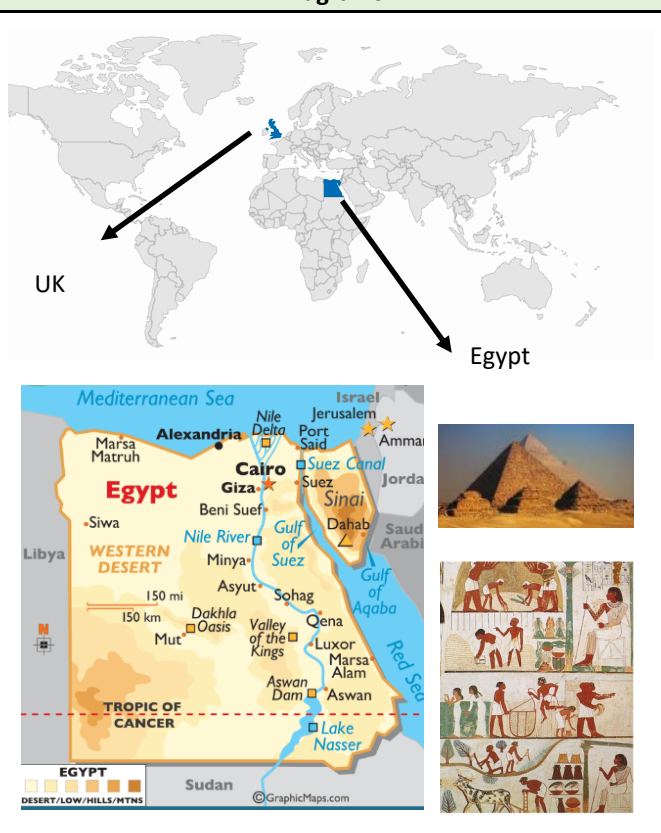 UK
Egypt
Mediterranean Sea
Israel
Jerusalem
Nile
Delta
Port
Said
Alexandria
Amma
Marsa
Matruh
Cairo
Suez Canal
Giza
Suez
Jorda
Egypt
Sinai
Beni Suef
Siwa
Dahab
Nile River
Gulf
of
Suez
Saudi
Arabi
Libya
WESTERN
DESERT
Minya
Gulf
of
Aqaba
Asyut
Sohag
150 mi
150 km
Dakhla
Oasis
Qena
N
Mut
Valley
of the
Kings
Luxor
Red Sea
Marsa
Alam
Aswan
Dam
Aswan
TROPIC OF
CANCER
Lake
Nasser
EGYPT
DESERT/LOW/HILLS/MTNS
Sudan
©GraphicMaps.com